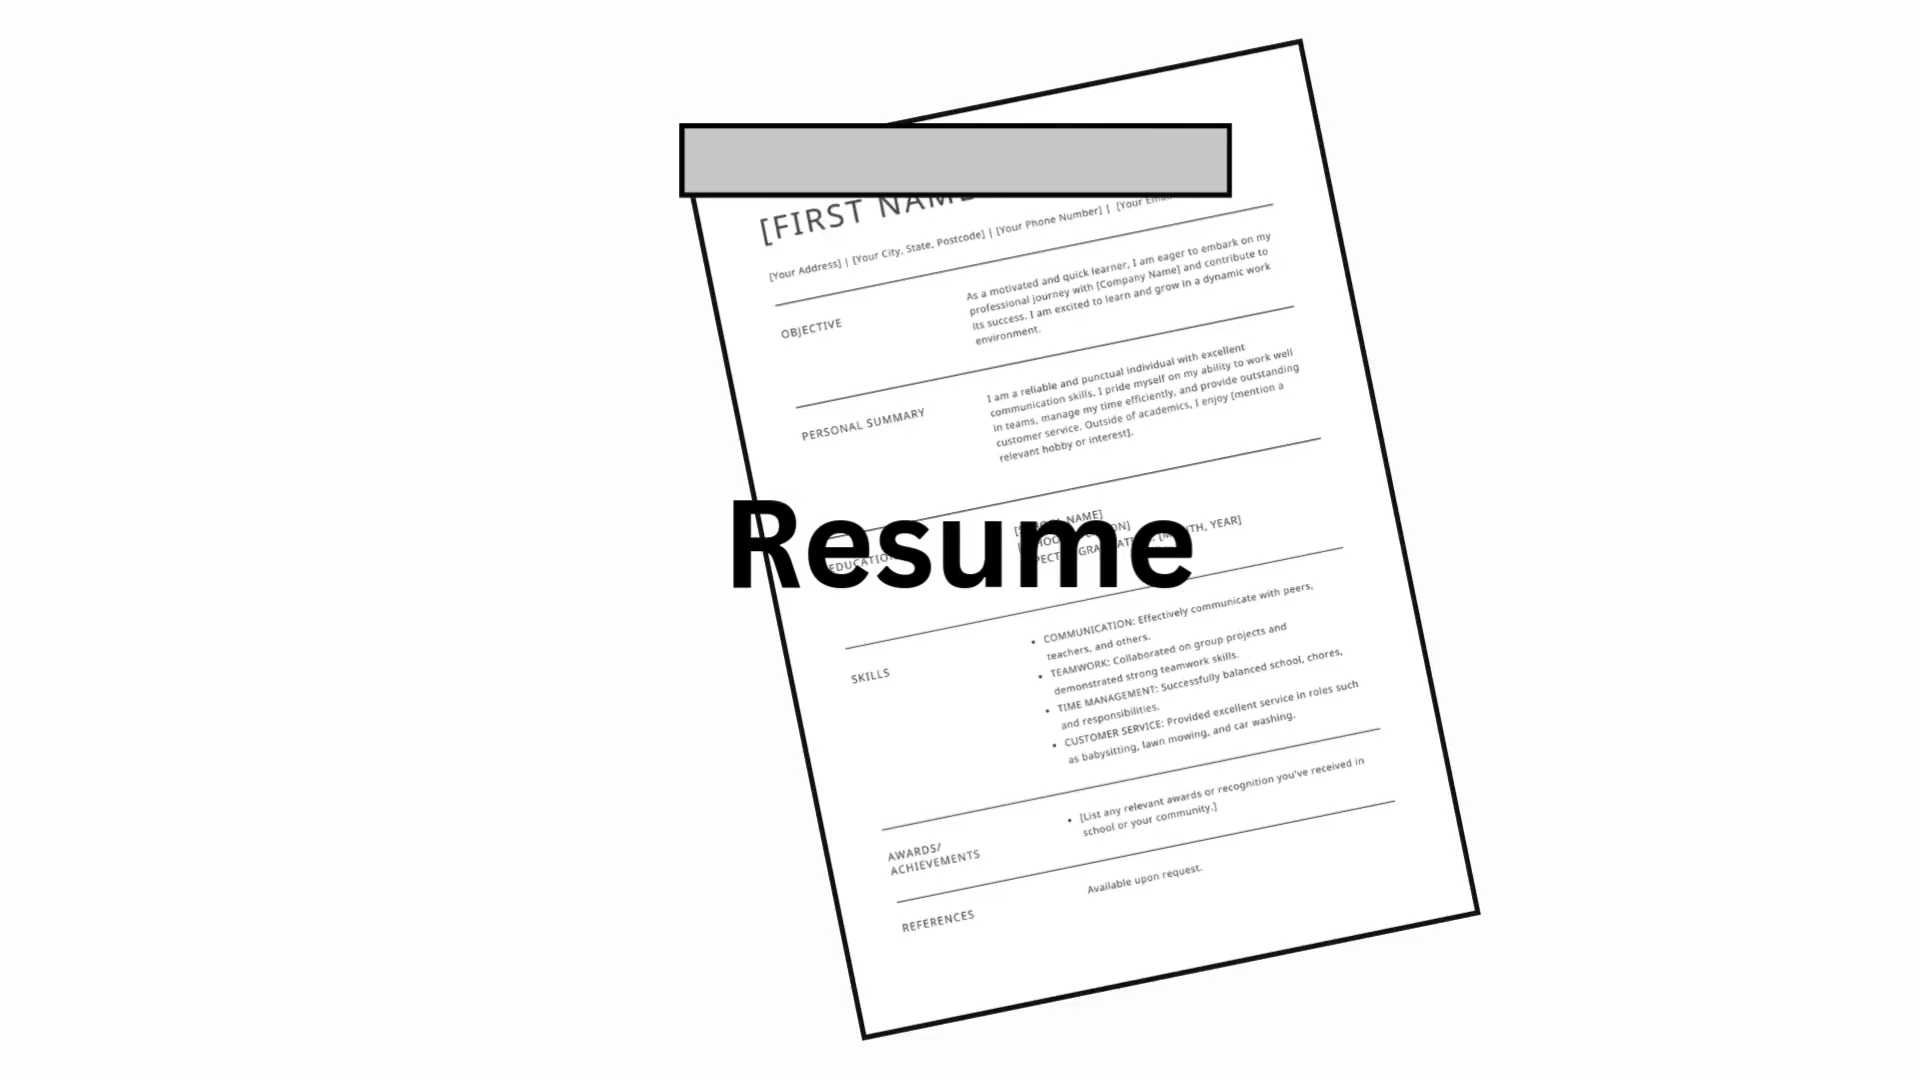 [FIRST NAME
[Your Address] | [Your City, State, Postcode] | [Your Phone Number] | [Your Email
OBJECTIVE
As a motivated and quick learner, I am eager to embark on my
professional journey with [Company Name] and contribute to
its success. I am excited to learn and grow in a dynamic work
environment.
PERSONAL SUMMARY
I am a reliable and punctual individual with excellent
communication skills. I pride myself on my ability to work well
in teams, manage my time efficiently, and provide outstanding
customer service. Outside of academics, I enjoy [mention a
relevant hobby or interest].
Resume
EDUCATION
NAME]
[MONTH, YEAR]
SKILLS
• COMMUNICATION: Effectively communicate with peers,
teachers, and others.
• TEAMWORK: Collaborated on group projects and
demonstrated strong teamwork skills.
• TIME MANAGEMENT: Successfully balanced school, chores,
and responsibilities.
• CUSTOMER SERVICE: Provided excellent service in roles such
as babysitting, lawn mowing, and car washing.
AWARDS/
ACHIEVEMENTS
• [List any relevant awards or recognition you've received in
school or your community.]
REFERENCES
Available upon request.